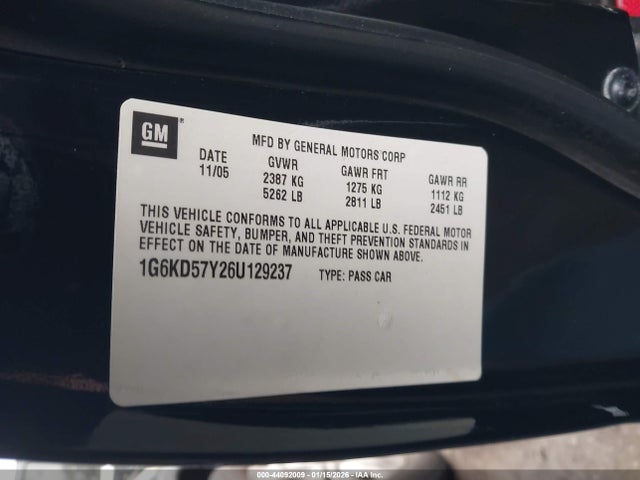 GM®
MFD BY GENERAL MOTORS CORP
DATE GVWR GAWR FRT GAWR RR
11/05 2387 KG 1275 KG 1112 KG
5262 LB 2811 LB 2451 LB
THIS VEHICLE CONFORMS TO ALL APPLICABLE U.S. FEDERAL MOTOR
VEHICLE SAFETY, BUMPER, AND THEFT PREVENTION STANDARDS IN
EFFECT ON THE DATE OF MANUFACTURE SHOWN ABOVE.
1G6KD57Y26U129237 TYPE: PASS CAR
000-44092009 - 01/15/2026 - IAAI.COM